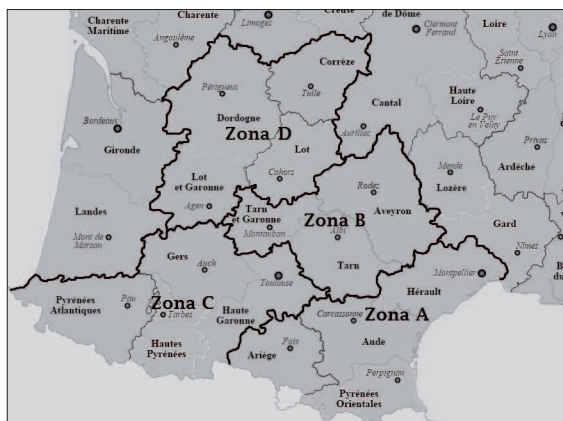 Charente
Maritime
Charente
Angoulême
Limoges
Creuse
de Dôme
Clermont
Ferrand
Loire
Lyon
Saint
Etienne
Périgueux
Corrèze
Tulle
Cantal
Aurillac
Haute
Loire
Le Puy
en Velay
Bordeaux
Gironde
Dordogne
Zona D
Lot
Cahors
Privas
Ardèche
Mende
Lozère
Lot
et Garonne
Agen
Rodez
Aveyron
Landes
Mont de
Marsan
Tarn
et Garonne
Montauban
Zona B
Albi
Tarn
Gard
Nîmes
Gers
Auch
Toulouse
Montpellier
Hérault
Pyrénées
Atlantiques
Pau
Zona C
Tarbes
Haute
Garonne
Carcassonne
Zona A
Hautes
Pyrénées
Foix
Ariège
Aude
Perpignan
Pyrénées
Orientales
B
du